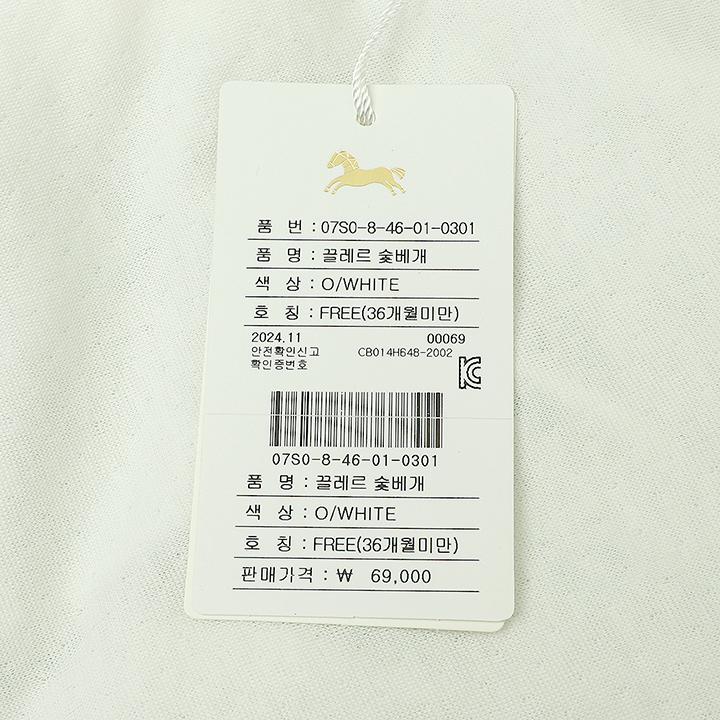 품 번 : 07S0-8-46-01-0301
품 명 : 끌레르 숯베개
색 상 : O/WHITE
호 칭 : FREE(36개월미만)
2024.11 00069
안전확인신고 CB014H648-2002
확인증번호
07S0-8-46-01-0301
품 명 : 끌레르 숯베개
색 상 : O/WHITE
호 칭 : FREE(36개월미만)
판매가격 : ₩ 69,000